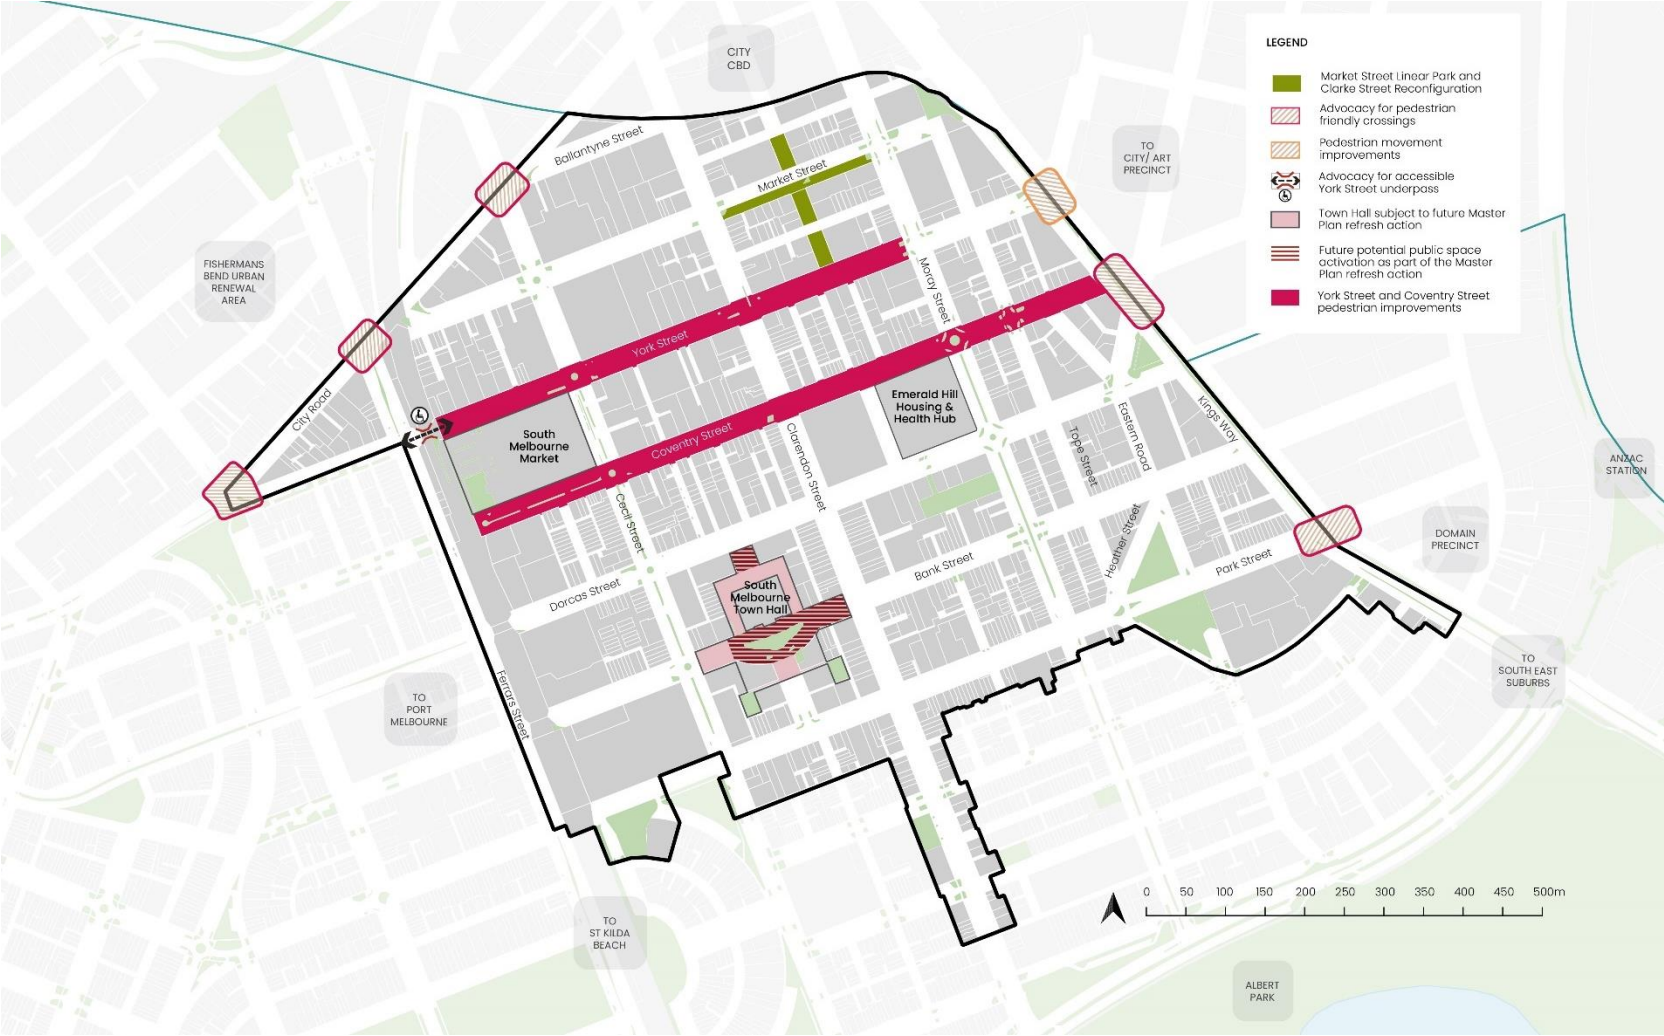 CITY
CBD
LEGEND
Market Street Linear Park and
Clarke Street Reconfiguration
Advocacy for pedestrian
friendly crossings
Pedestrian movement
improvements
Advocacy for accessible
York Street underpass
Town Hall subject to future Master
Plan refresh action
Future potential public space
activation as part of the Master
Plan refresh action
York Street and Coventry Street
pedestrian improvements
Ballantyne Street
Market Street
TO
CITY/ ART
PRECINCT
FISHERMANS
BEND URBAN
RENEWAL
AREA
Moray Street
York Street
City Road
South
Melbourne
Market
Coventry Street
Emerald Hill
Housing &
Health Hub
Clarendon Street
Tope Street
Eastern Road
Kings Way
ANZAC
STATION
Cecil Street
Heather Street
DOMAIN
PRECINCT
Park Street
Bank Street
Dorcas Street
South
Melbourne
Town Hall
Ferrars Street
TO
PORT
MELBOURNE
TO
SOUTH EAST
SUBURBS
TO
ST KILDA
BEACH
0 50 100 150 200 250 300 350 400 450 500m
ALBERT
PARK